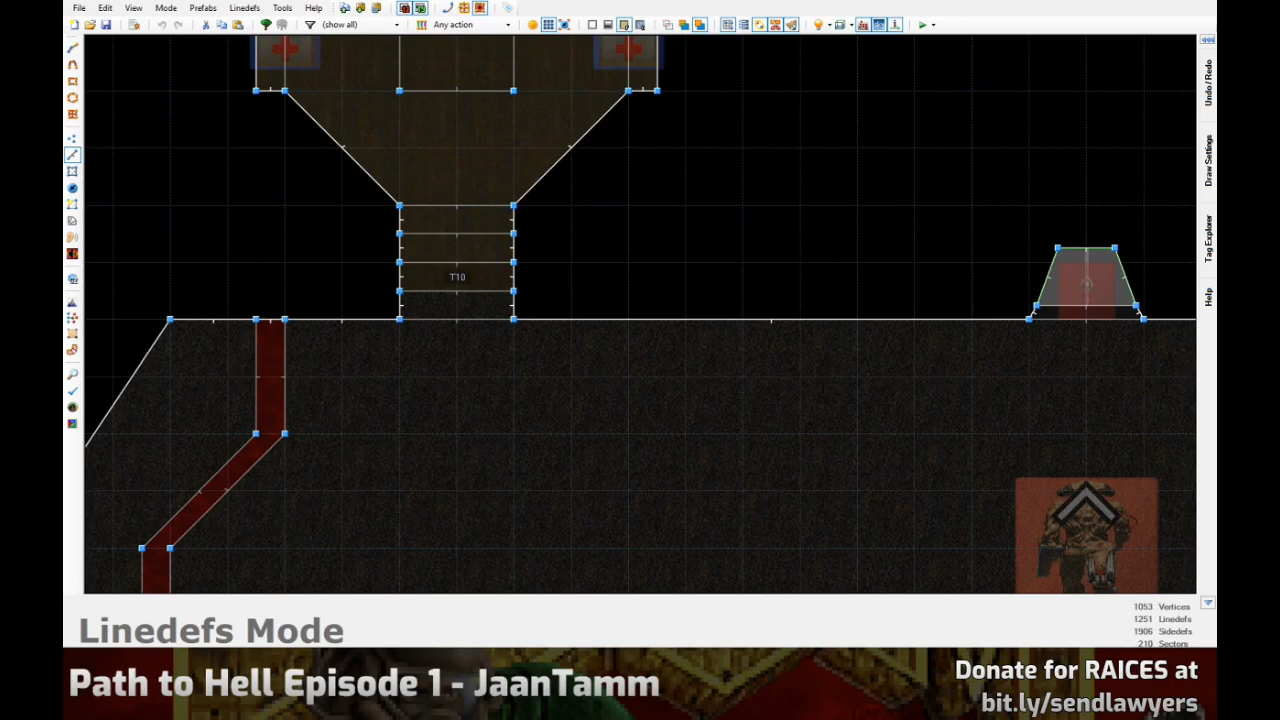 File Edit View Mode Prefabs Linedefs Tools Help
(show all) Any action
Undo / Redo
Draw Settings
Tag Explorer
Help
T10
1053 Vertices
1251 Linedefs
1906 Sidedefs
210 Sectors
Linedefs Mode
Path to Hell Episode 1 - JaanTamm
Donate for RAICES at
bit.ly/sendlawyers